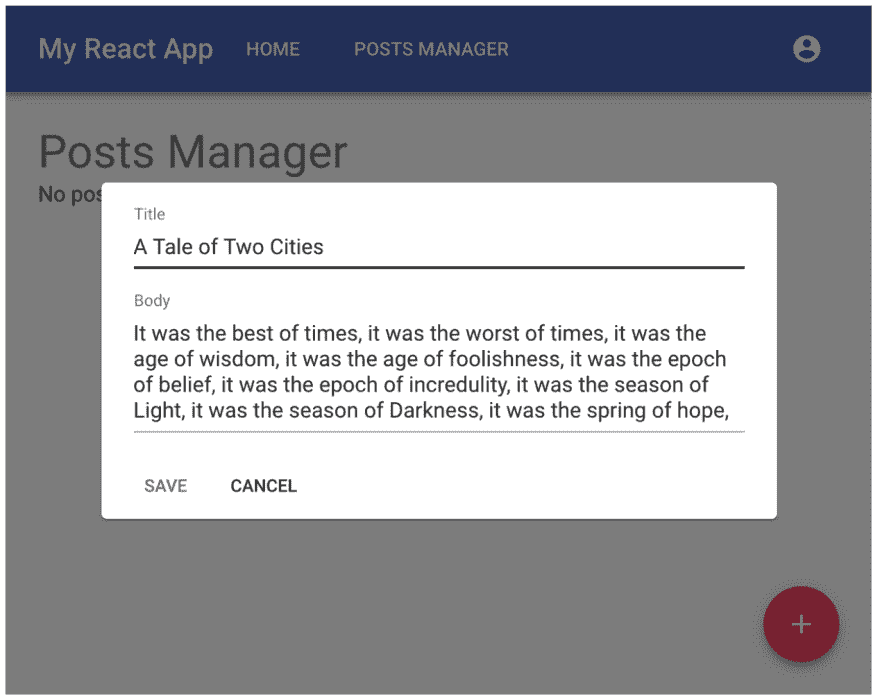 My React App HOME POSTS MANAGER
Posts Manager
No
Title
A Tale of Two Cities
Body
It was the best of times, it was the worst of times, it was the
age of wisdom, it was the age of foolishness, it was the epoch
of belief, it was the epoch of incredulity, it was the season of
Light, it was the season of Darkness, it was the spring of hope,
SAVE CANCEL
+